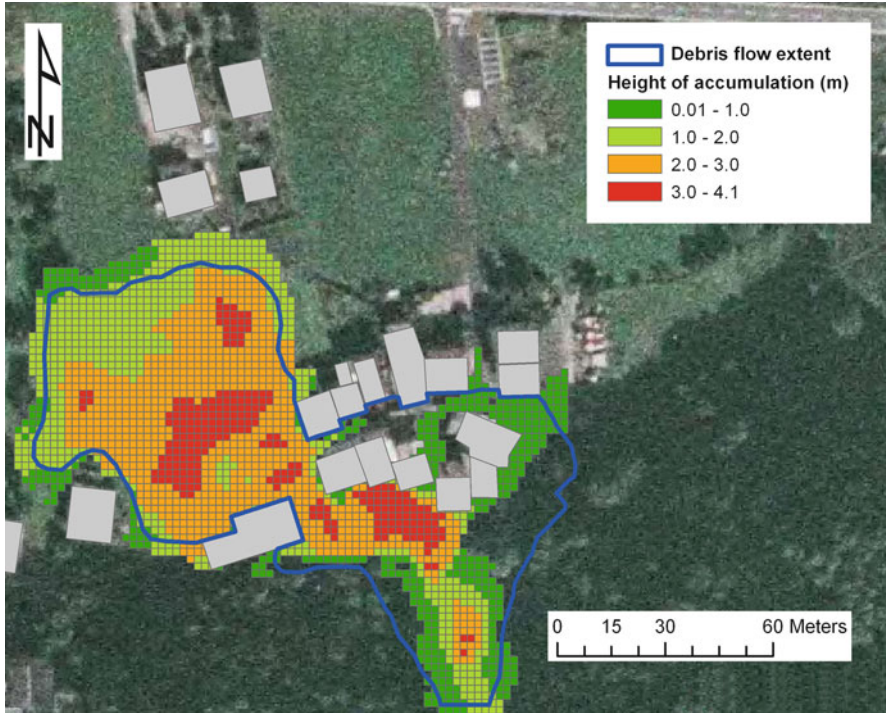 N
Debris flow extent
Height of accumulation (m)
0.01 - 1.0
1.0 - 2.0
2.0 - 3.0
3.0 - 4.1
0 15 30 60 Meters